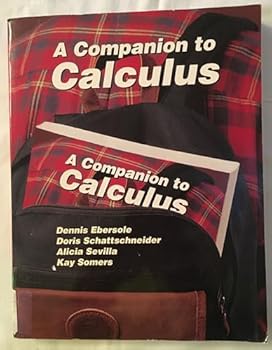 A Companion to
Calculus
A Companion to
Calculus
Dennis Ebersole
Doris Schattschneider
Alicia Sevilla
Kay Somers